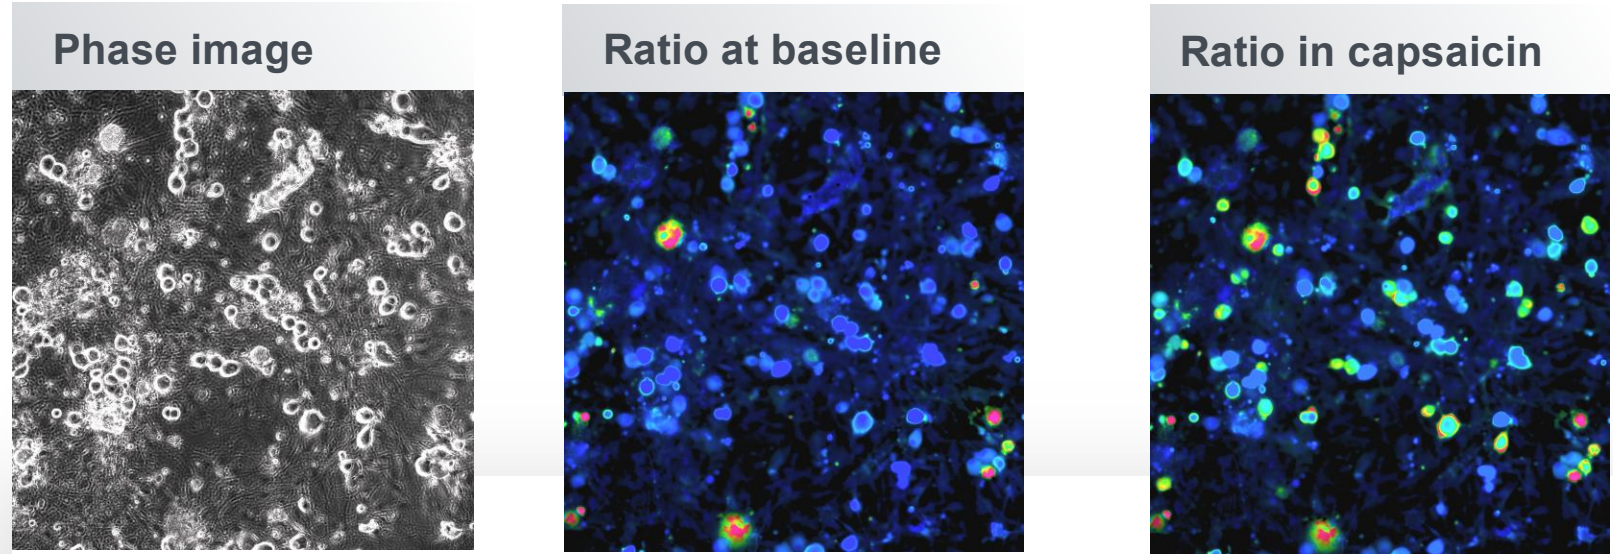 Phase image
Ratio at baseline
Ratio in capsaicin